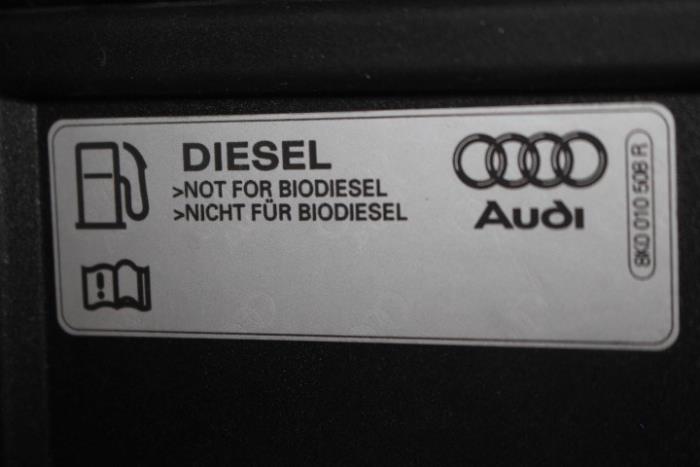 DIESEL
>NOT FOR BIODIESEL
>NICHT FÜR BIODIESEL
Audi
8K0 010 508 R